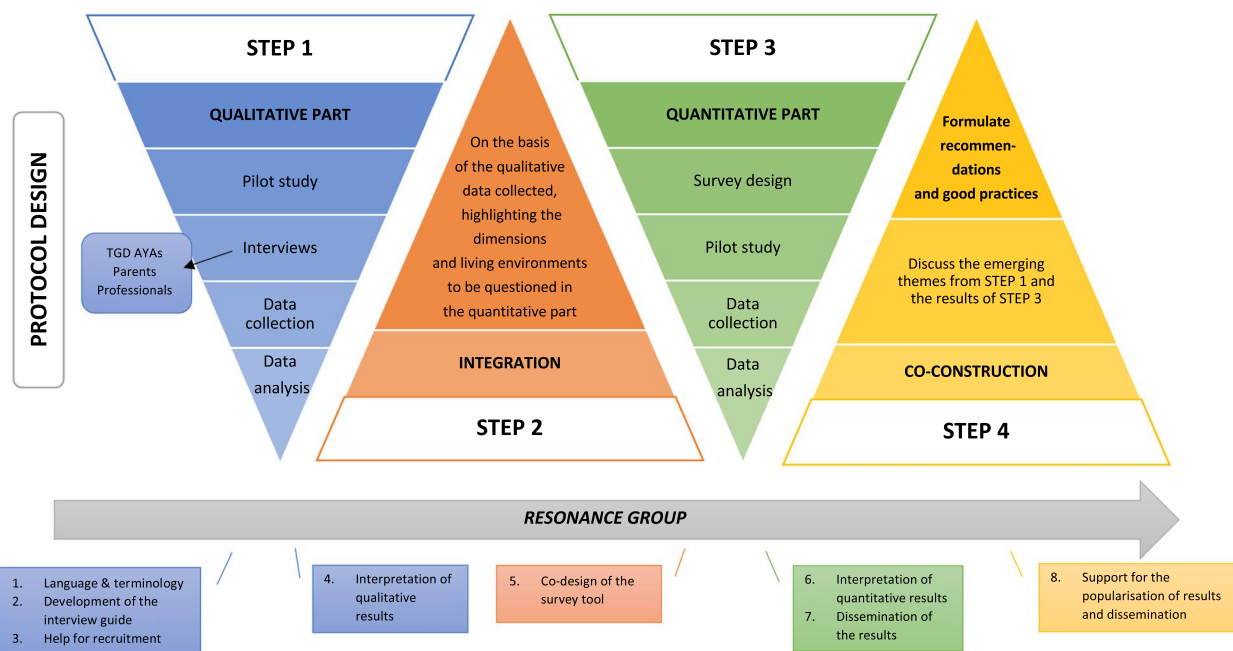 PROTOCOL DESIGN
STEP 1
QUALITATIVE PART
Pilot study
Interviews
TGD AYAs
Parents
Professionals
Data
collection
Data
analysis
On the basis
of the qualitative
data collected,
highlighting the
dimensions
and living environments
to be questioned in
the quantitative part
INTEGRATION
STEP 2
STEP 3
QUANTITATIVE PART
Survey design
Pilot study
Data
collection
Data
analysis
Formulate
recommen-
dations
and good practices
Discuss the emerging
themes from STEP 1 and
the results of STEP 3
CO-CONSTRUCTION
STEP 4
RESONANCE GROUP
1. Language & terminology
2. Development of the
interview guide
3. Help for recruitment
4. Interpretation of
qualitative
results
5. Co-design of the
survey tool
6. Interpretation of
quantitative results
7. Dissemination of
the results
8. Support for the
popularisation of results
and dissemination